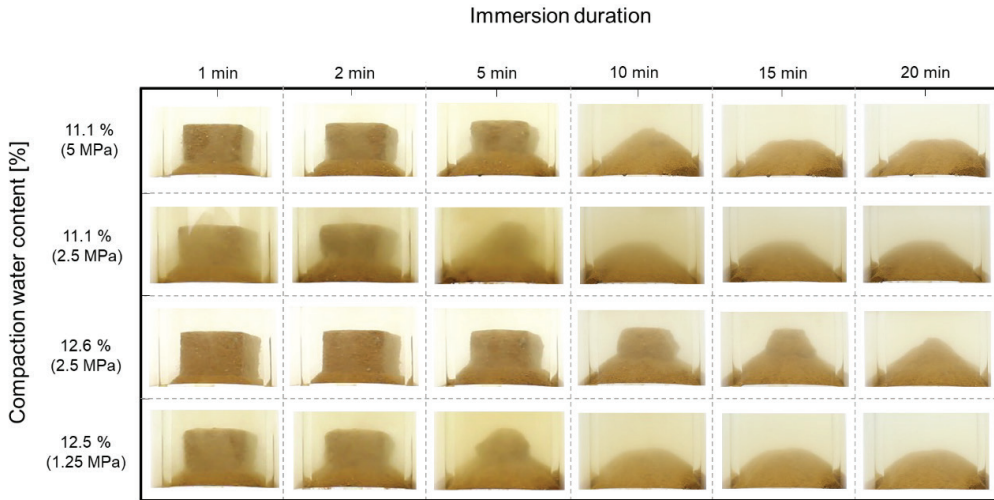 Immersion duration
1 min
2 min
5 min
10 min
15 min
20 min
Compaction water content [%]
11.1 %
(5 MPa)
11.1 %
(2.5 MPa)
12.6 %
(2.5 MPa)
12.5 %
(1.25 MPa)